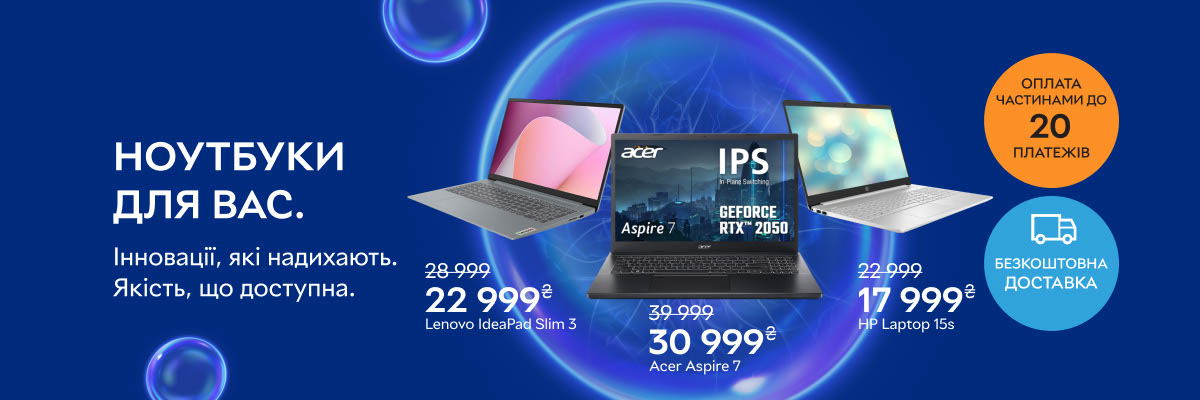 НОУТБУКИ
ДЛЯ ВАС.
Інновації, які надихають.
Якість, що доступна.
28 999
22 999₴
Lenovo IdeaPad Slim 3
acer
IPS
In-Plane Switching
GEFORCE
RTX™ 2050
Aspire 7
acer
39 999
30 999₴
Acer Aspire 7
22 999
17 999₴
HP Laptop 15s
ОПЛАТА
ЧАСТИНАМИ ДО
20
ПЛАТЕЖІВ
БЕЗКОШТОВНА
ДОСТАВКА